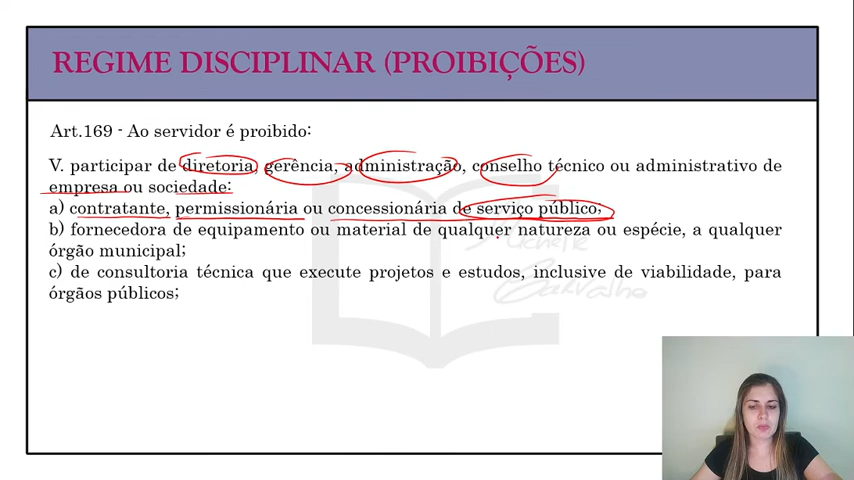 REGIME DISCIPLINAR (PROIBIÇÕES)
Art.169 - Ao servidor é proibido:
V. participar de diretoria, gerência, administração, conselho técnico ou administrativo de
empresa ou sociedade:
a) contratante, permissionária ou concessionária de serviço público;
b) fornecedora de equipamento ou material de qualquer natureza ou espécie, a qualquer
órgão municipal;
Michelle
c) de consultoria técnica que execute projetos e estudos, inclusive de viabilidade, para
órgãos públicos;
Carvalho